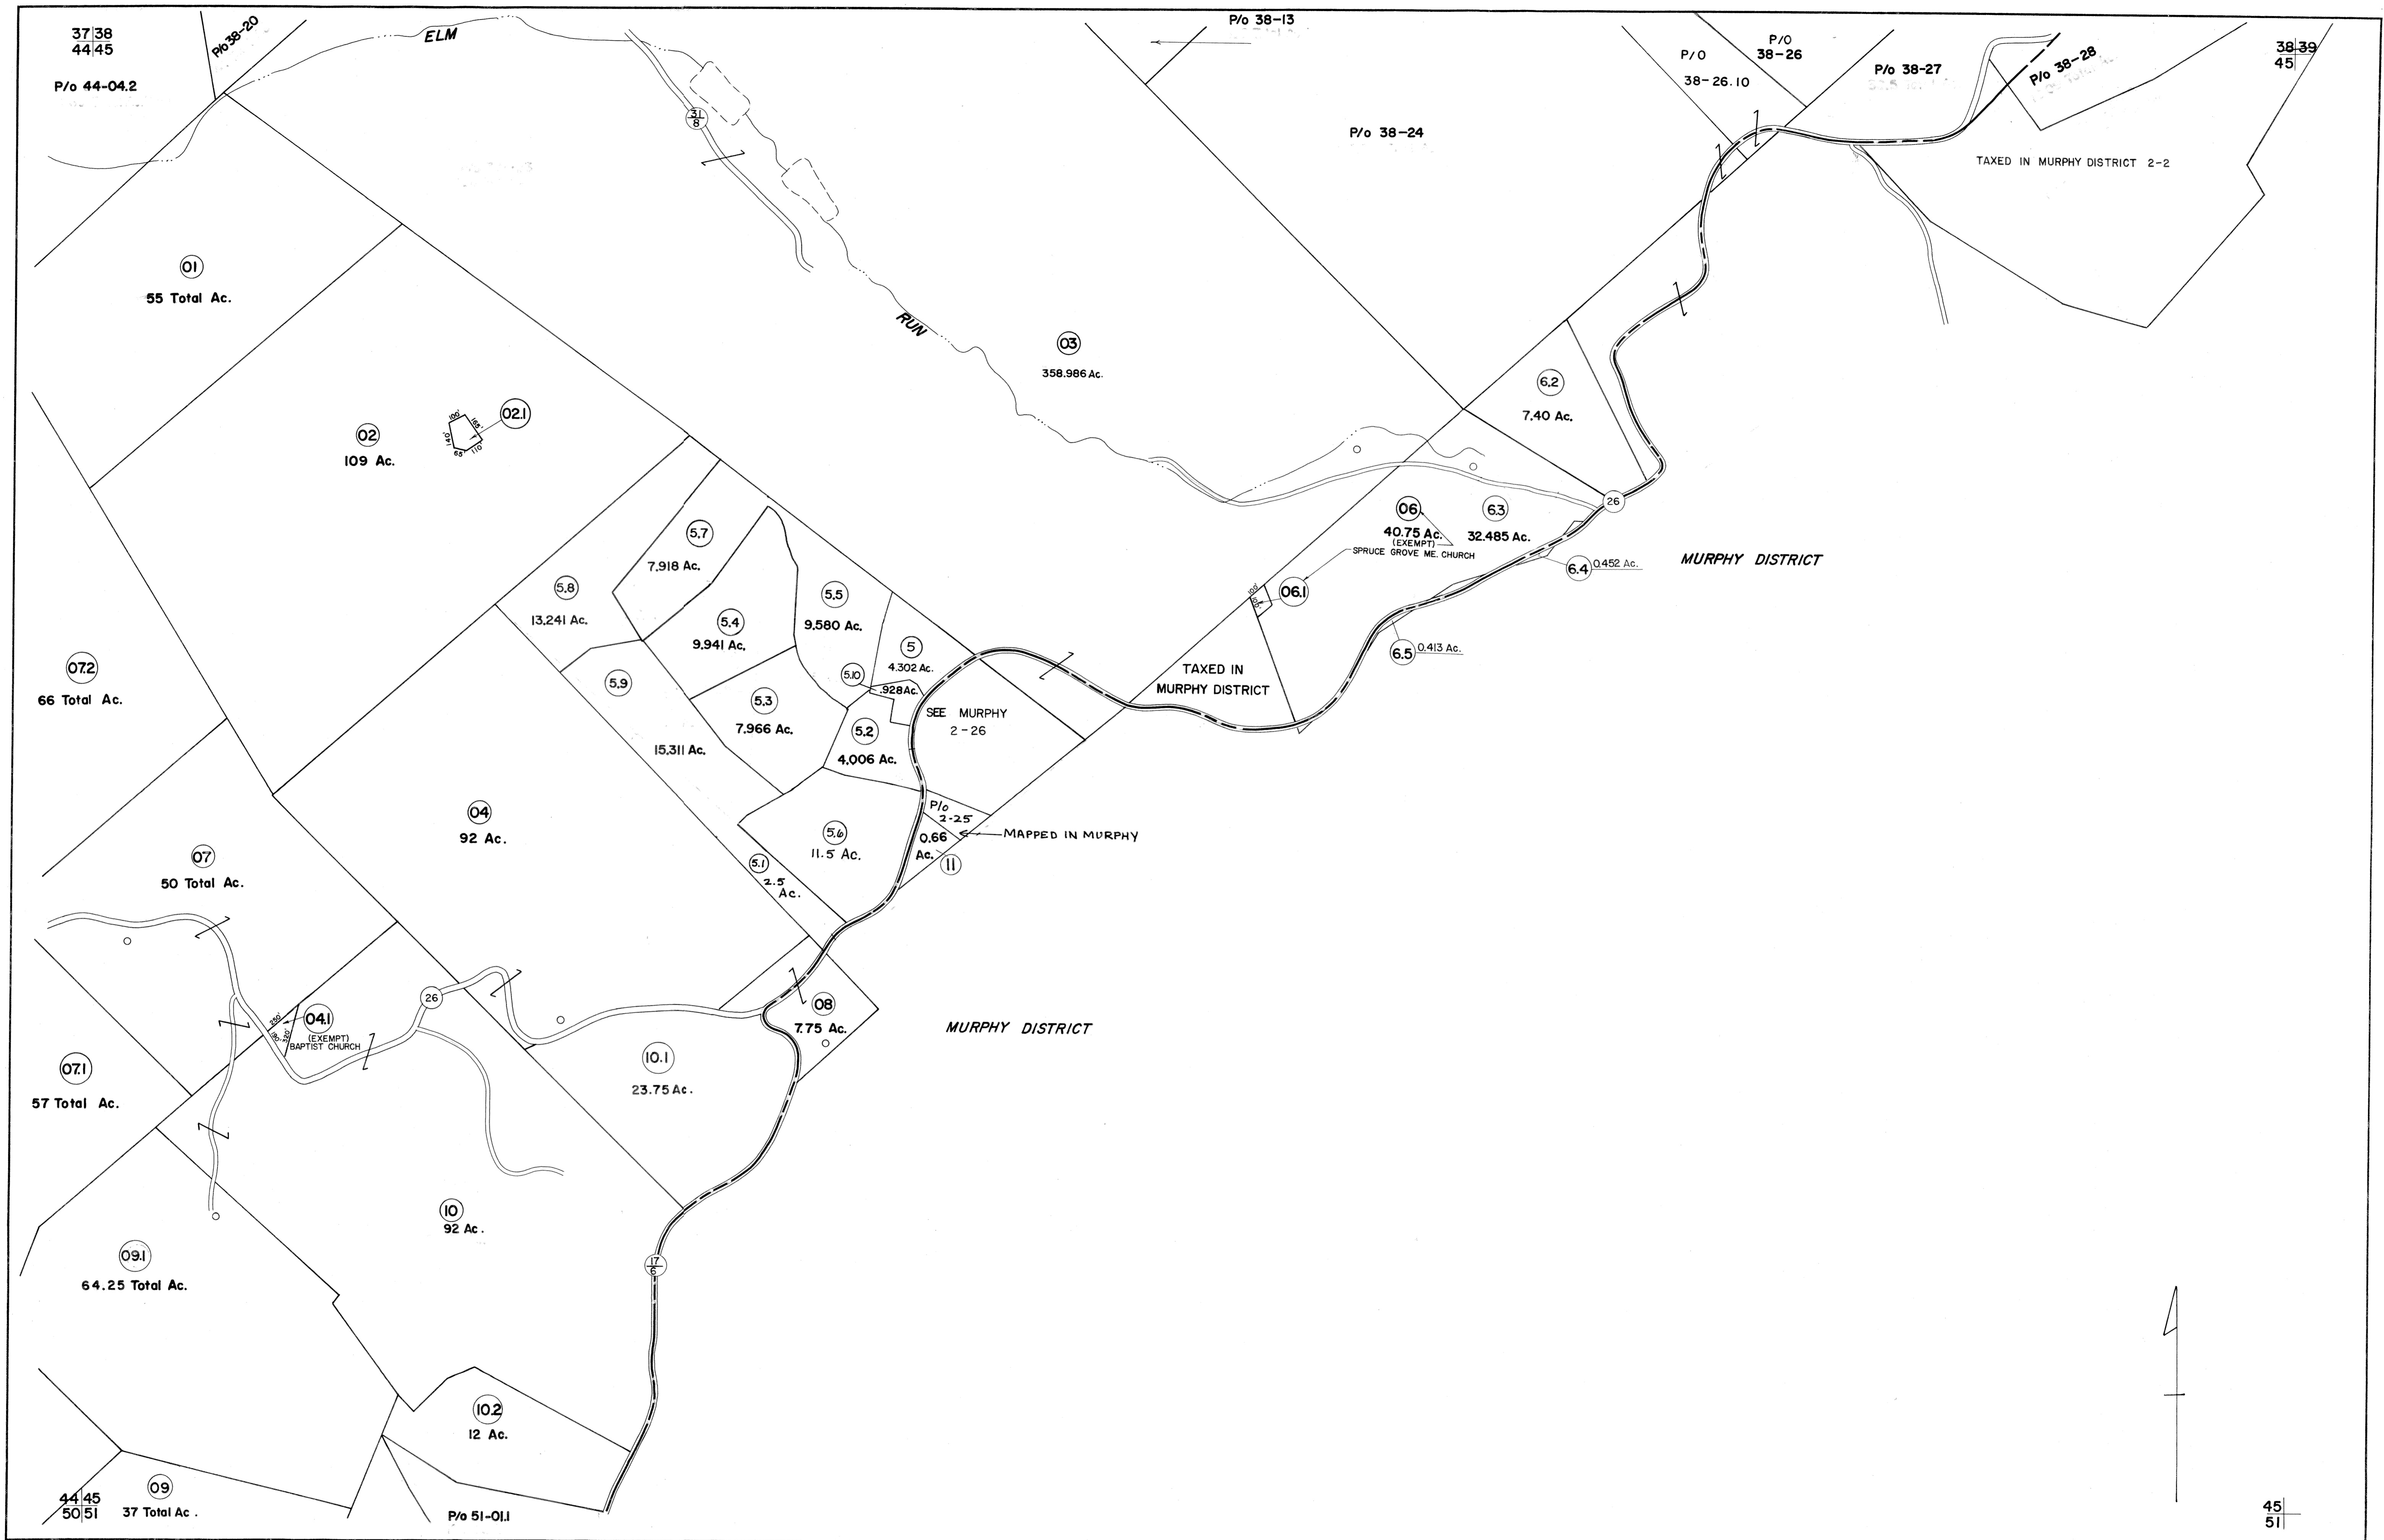 37|38
44|45
P/o 38-20
P/o 44-04.2
ELM
31
8
P/o 38-13
P/o 38-24
P/O
38-26.10
P/O
38-26
P/o 38-27
P/o 38-28
38|39
45|
TAXED IN MURPHY DISTRICT 2-2
01
55 Total Ac.
RUN
03
358.986 Ac.
02
109 Ac.
02.1
100'
165'
140'
65'
110
6.2
7.40 Ac.
26
06
40.75 Ac.
(EXEMPT)
SPRUCE GROVE ME. CHURCH
6.3
32.485 Ac.
06.1
100'
100'
6.4
0.452 Ac.
6.5
0.413 Ac.
MURPHY DISTRICT
TAXED IN
MURPHY DISTRICT
5.7
7.918 Ac.
5.8
13.241 Ac.
5.5
9.580 Ac.
5.4
9.941 Ac.
5
4.302 Ac.
5.10
.928 Ac.
5.9
15.311 Ac.
5.3
7.966 Ac.
5.2
4.006 Ac.
SEE MURPHY
2-26
07.2
66 Total Ac.
04
92 Ac.
5.6
11.5 Ac.
P/o
2-25
0.66
Ac.
MAPPED IN MURPHY
11
5.1
2.5
Ac.
07
50 Total Ac.
26
04.1
(EXEMPT)
BAPTIST CHURCH
250'
190'
320'
08
7.75 Ac.
MURPHY DISTRICT
07.1
57 Total Ac.
10.1
23.75 Ac.
10
92 Ac.
17
6
09.1
64.25 Total Ac.
10.2
12 Ac.
09
37 Total Ac.
44|45
50|51
P/o 51-01.1
45|
51|